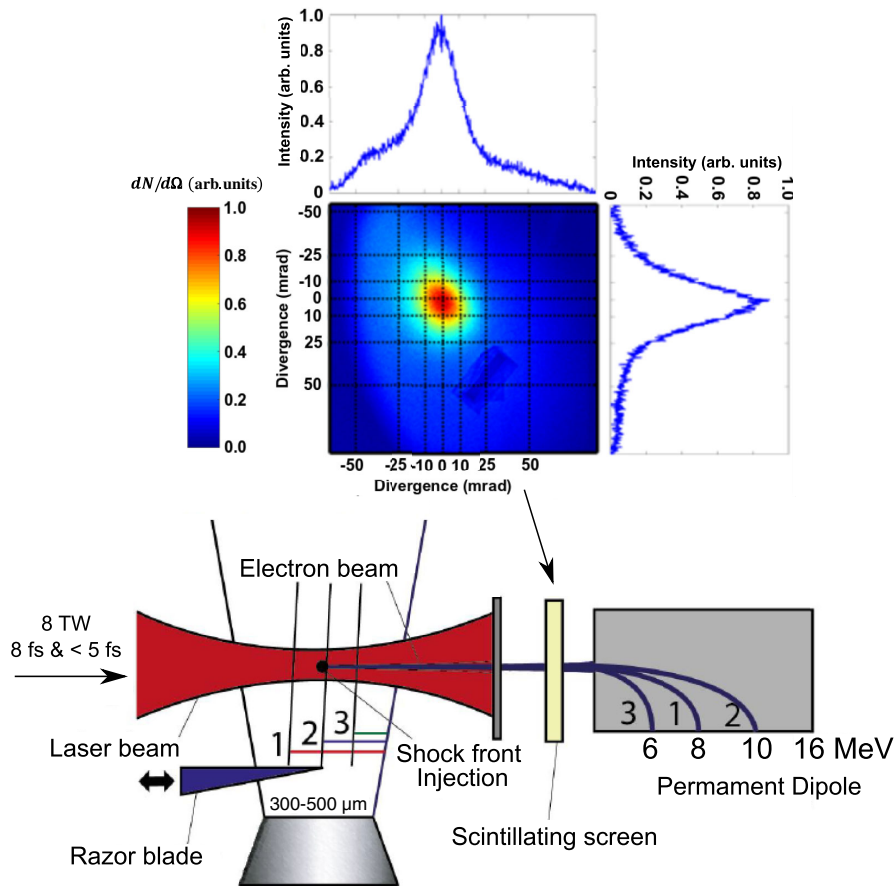 Intensity (arb. units)
1.0
0.8
0.6
0.4
0.2
0
Intensity (arb. units)
0 0.2 0.4 0.6 0.8 1.0
dN/dΩ (arb.units)
1.0
0.8
0.6
0.4
0.2
0.0
Divergence (mrad)
-50
-25
-10
0
10
25
50
-50 -25 -10 0 10 25 50
Divergence (mrad)
Electron beam
8 TW
8 fs & < 5 fs
1 2 3
3 1 2
6 8 10 16 MeV
Laser beam
Shock front
Injection
Permament Dipole
300-500 μm
Scintillating screen
Razor blade